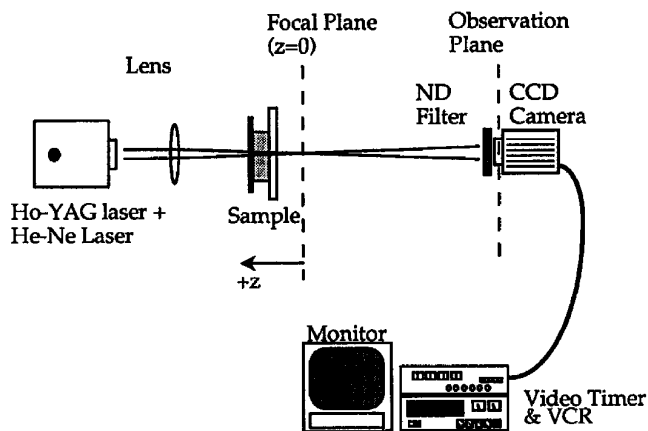 Focal Plane
(z=0)
Observation
Plane
Lens
ND
Filter
CCD
Camera
Sample
Ho-YAG laser +
He-Ne Laser
+z
Monitor
Video Timer
& VCR